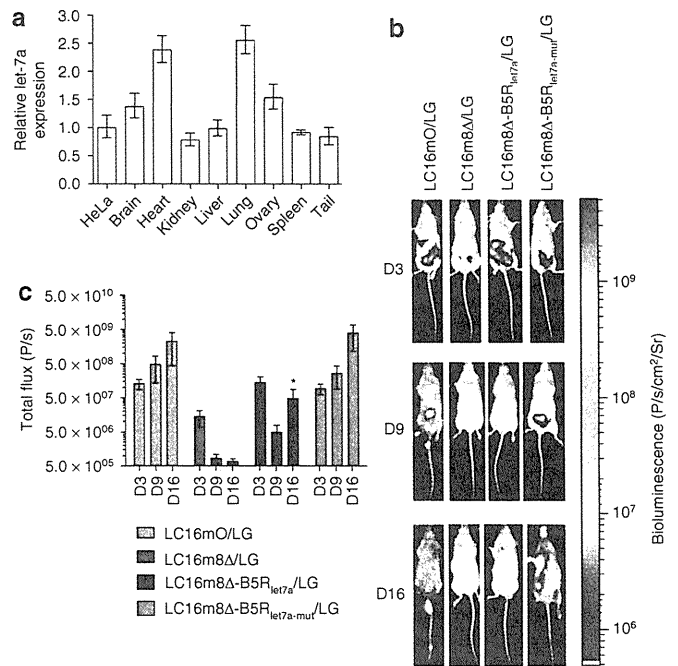 a
Relative let-7a
expression
3.0
2.5
2.0
1.5
1.0
0.5
0.0
HeLa
Brain
Heart
Kidney
Liver
Lung
Ovary
Spleen
Tail
b
LC16mO/LG
LC16m8Δ/LG
LC16m8Δ-B5Rlet7a/LG
LC16m8Δ-B5Rlet7a-mut/LG
D3
D9
D16
10⁹
10⁸
10⁷
10⁶
Bioluminescence (P/s/cm²/Sr)
c
Total flux (P/s)
5.0 × 10¹⁰
5.0 × 10⁰⁹
5.0 × 10⁰⁸
5.0 × 10⁰⁷
5.0 × 10⁰⁶
5.0 × 10⁰⁵
*
D3
D9
D16
D3
D9
D16
D3
D9
D16
D3
D9
D16
LC16mO/LG
LC16m8Δ/LG
LC16m8Δ-B5Rlet7a/LG
LC16m8Δ-B5Rlet7a-mut/LG